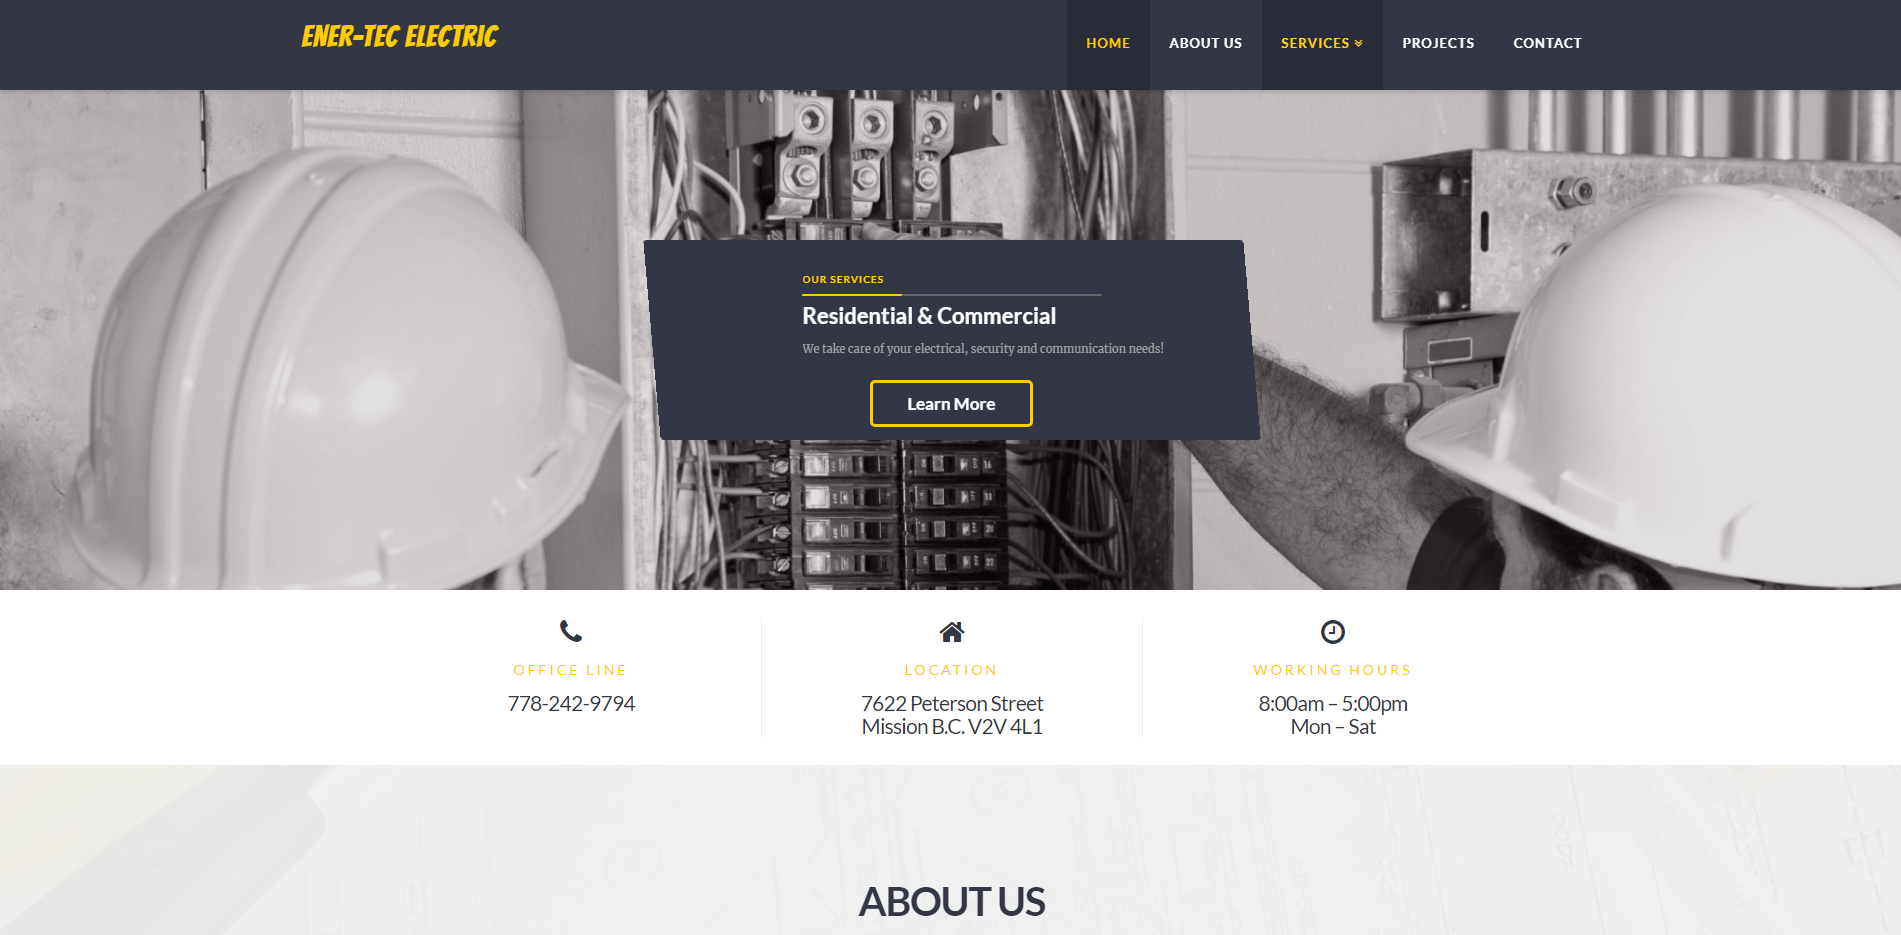 ENER-TEC ELECTRIC
HOME ABOUT US SERVICES PROJECTS CONTACT
OUR SERVICES
Residential & Commercial
We take care of your electrical, security and communication needs!
Learn More
OFFICE LINE
778-242-9794
LOCATION
7622 Peterson Street
Mission B.C. V2V 4L1
WORKING HOURS
8:00am – 5:00pm
Mon – Sat
ABOUT US